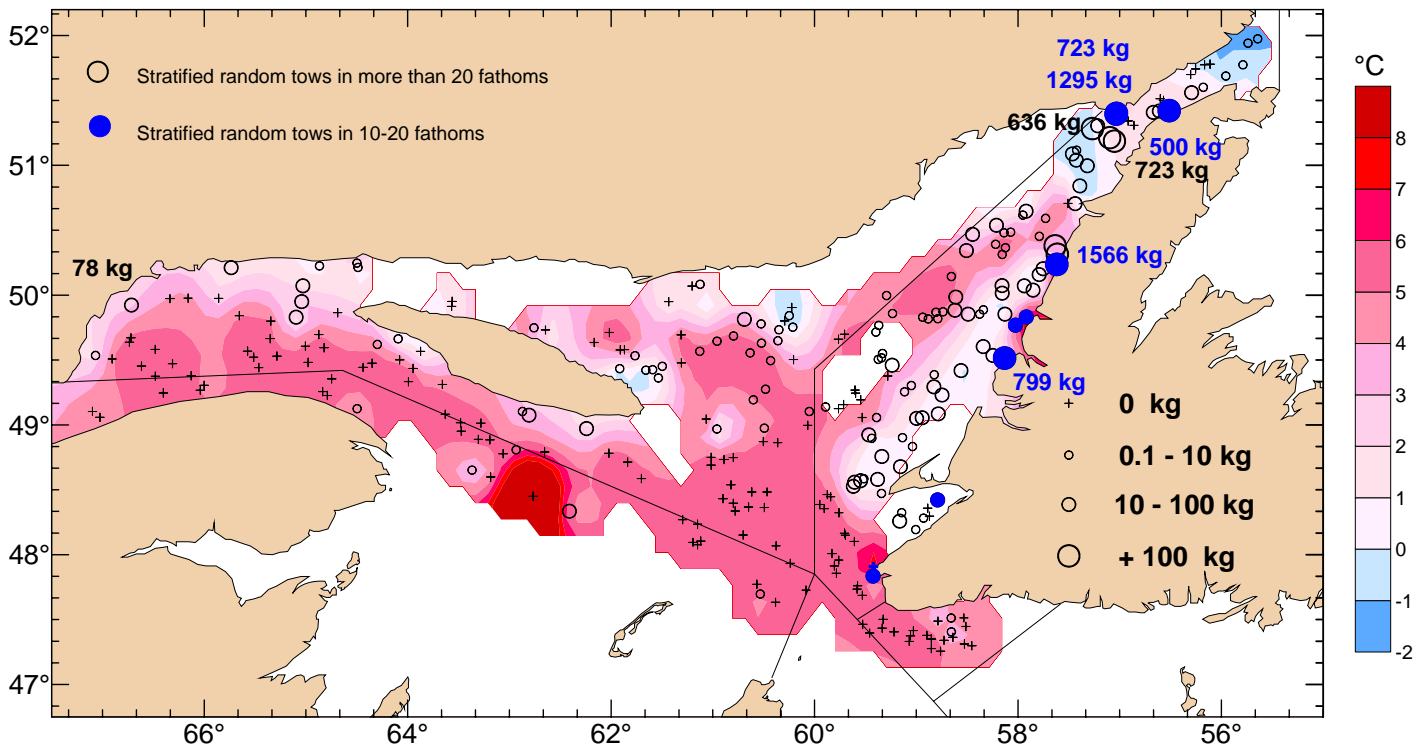 52°
51°
50°
49°
48°
47°
66°
64°
62°
60°
58°
56°
Stratified random tows in more than 20 fathoms
Stratified random tows in 10-20 fathoms
723 kg
1295 kg
636 kg
500 kg
723 kg
78 kg
1566 kg
799 kg
+ 0 kg
0.1 - 10 kg
10 - 100 kg
+ 100 kg
°C
8
7
6
5
4
3
2
1
0
-1
-2